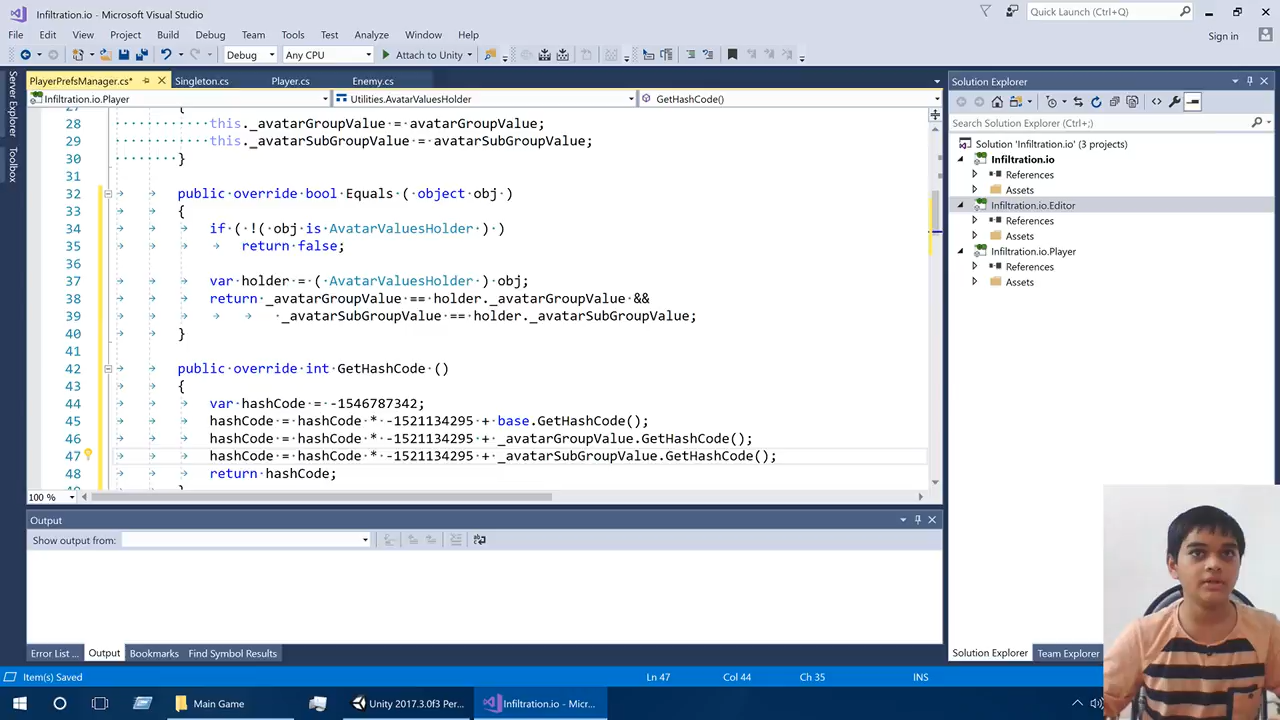 Infiltration.io - Microsoft Visual Studio
Quick Launch (Ctrl+Q)
File Edit View Project Build Debug Team Tools Test Analyze Window Help
Sign in
Debug Any CPU Attach to Unity
Server Explorer
Toolbox
PlayerPrefsManager.cs* Singleton.cs Player.cs Enemy.cs
Infiltration.io.Player Utilities.AvatarValuesHolder GetHashCode()
27 {
28 this._avatarGroupValue = avatarGroupValue;
29 this._avatarSubGroupValue = avatarSubGroupValue;
30 }
31
32 public override bool Equals ( object obj )
33 {
34 if ( !( obj is AvatarValuesHolder ) )
35 return false;
36
37 var holder = ( AvatarValuesHolder ) obj;
38 return _avatarGroupValue == holder._avatarGroupValue &&
39 _avatarSubGroupValue == holder._avatarSubGroupValue;
40 }
41
42 public override int GetHashCode ()
43 {
44 var hashCode = -1546787342;
45 hashCode = hashCode * -1521134295 + base.GetHashCode();
46 hashCode = hashCode * -1521134295 + _avatarGroupValue.GetHashCode();
47 hashCode = hashCode * -1521134295 + _avatarSubGroupValue.GetHashCode();
48 return hashCode;
100 %
Output
Show output from:
Error List ... Output Bookmarks Find Symbol Results
Solution Explorer
Search Solution Explorer (Ctrl+;)
Solution 'Infiltration.io' (3 projects)
Infiltration.io
References
Assets
Infiltration.io.Editor
References
Assets
Infiltration.io.Player
References
Assets
Solution Explorer Team Explorer
Item(s) Saved Ln 47 Col 44 Ch 35 INS
Main Game Unity 2017.3.0f3 Per... Infiltration.io - Micr...